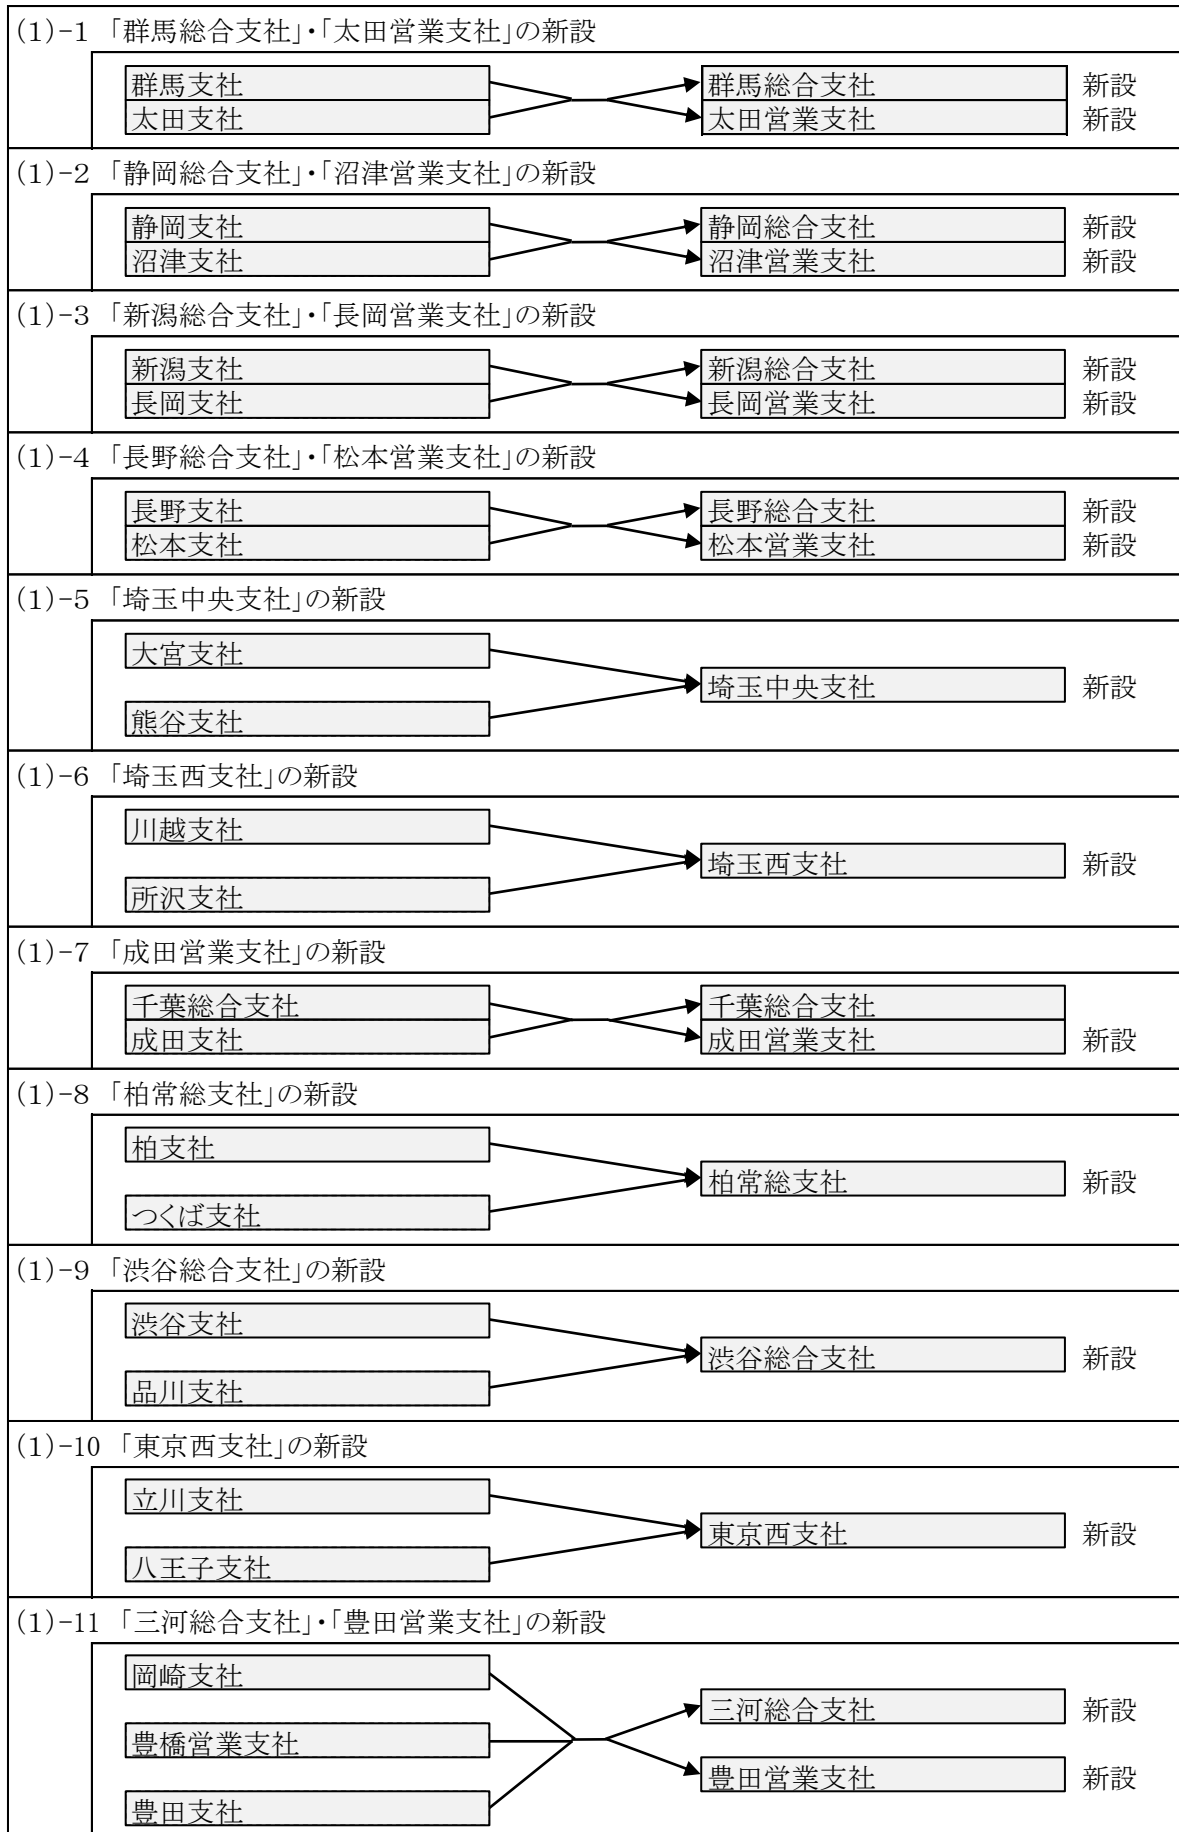 (1)-1 「群馬総合支社」・「太田営業支社」の新設
群馬支社 群馬総合支社 新設
太田支社 太田営業支社 新設
(1)-2 「静岡総合支社」・「沼津営業支社」の新設
静岡支社 静岡総合支社 新設
沼津支社 沼津営業支社 新設
(1)-3 「新潟総合支社」・「長岡営業支社」の新設
新潟支社 新潟総合支社 新設
長岡支社 長岡営業支社 新設
(1)-4 「長野総合支社」・「松本営業支社」の新設
長野支社 長野総合支社 新設
松本支社 松本営業支社 新設
(1)-5 「埼玉中央支社」の新設
大宮支社
埼玉中央支社 新設
熊谷支社
(1)-6 「埼玉西支社」の新設
川越支社
埼玉西支社 新設
所沢支社
(1)-7 「成田営業支社」の新設
千葉総合支社 千葉総合支社
成田支社 成田営業支社 新設
(1)-8 「柏常総支社」の新設
柏支社
柏常総支社 新設
つくば支社
(1)-9 「渋谷総合支社」の新設
渋谷支社
渋谷総合支社 新設
品川支社
(1)-10 「東京西支社」の新設
立川支社
東京西支社 新設
八王子支社
(1)-11 「三河総合支社」・「豊田営業支社」の新設
岡崎支社
三河総合支社 新設
豊橋営業支社
豊田営業支社 新設
豊田支社